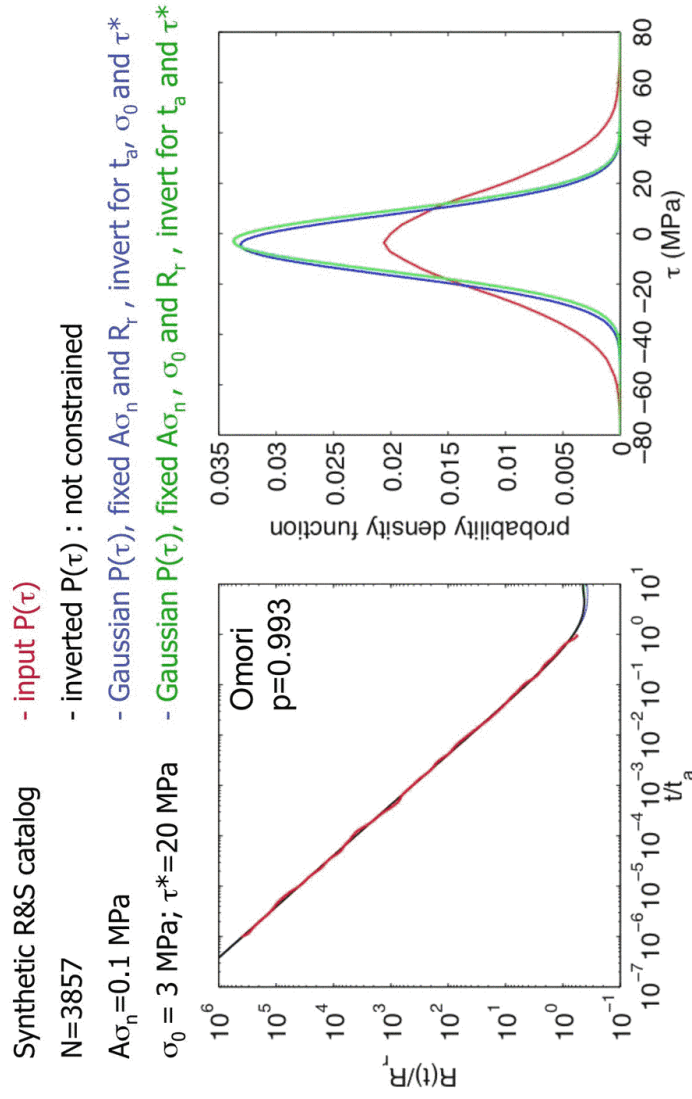 Synthetic R&S catalog - input P(τ)
N=3857 - inverted P(τ) : not constrained
Aσn=0.1 MPa - Gaussian P(τ), fixed Aσn and Rr , invert for ta, σ0 and τ*
σ0 = 3 MPa; τ*=20 MPa - Gaussian P(τ), fixed Aσn , σ0 and Rr , invert for ta and τ*
R(t)/Rr
10^6
10^5
10^4
10^3
10^2
10^1
10^0
10^-1
Omori
p=0.993
10^-7 10^-6 10^-5 10^-4 10^-3 10^-2 10^-1 10^0 10^1
t/ta
probability density function
0.035
0.03
0.025
0.02
0.015
0.01
0.005
0
-80 -60 -40 -20 0 20 40 60 80
τ (MPa)